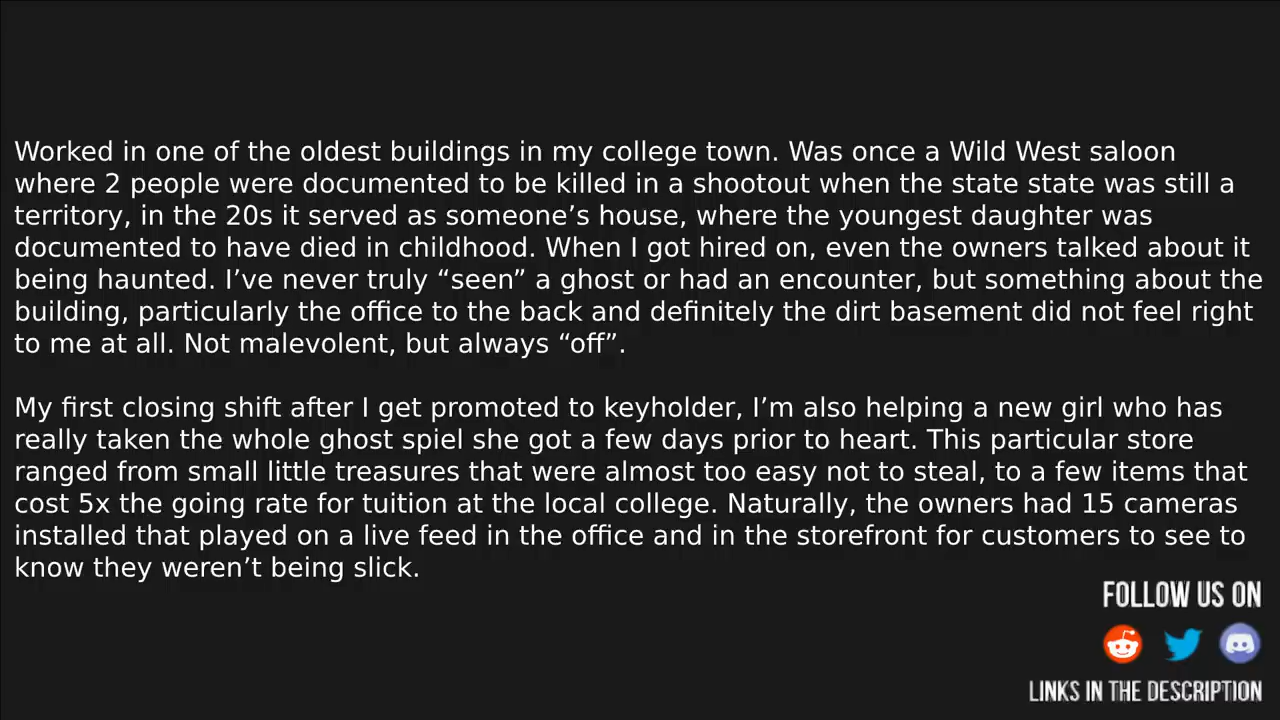 Worked in one of the oldest buildings in my college town. Was once a Wild West saloon
where 2 people were documented to be killed in a shootout when the state state was still a
territory, in the 20s it served as someone’s house, where the youngest daughter was
documented to have died in childhood. When I got hired on, even the owners talked about it
being haunted. I’ve never truly “seen” a ghost or had an encounter, but something about the
building, particularly the office to the back and definitely the dirt basement did not feel right
to me at all. Not malevolent, but always “off”.
My first closing shift after I get promoted to keyholder, I’m also helping a new girl who has
really taken the whole ghost spiel she got a few days prior to heart. This particular store
ranged from small little treasures that were almost too easy not to steal, to a few items that
cost 5x the going rate for tuition at the local college. Naturally, the owners had 15 cameras
installed that played on a live feed in the office and in the storefront for customers to see to
know they weren’t being slick.
FOLLOW US ON
LINKS IN THE DESCRIPTION